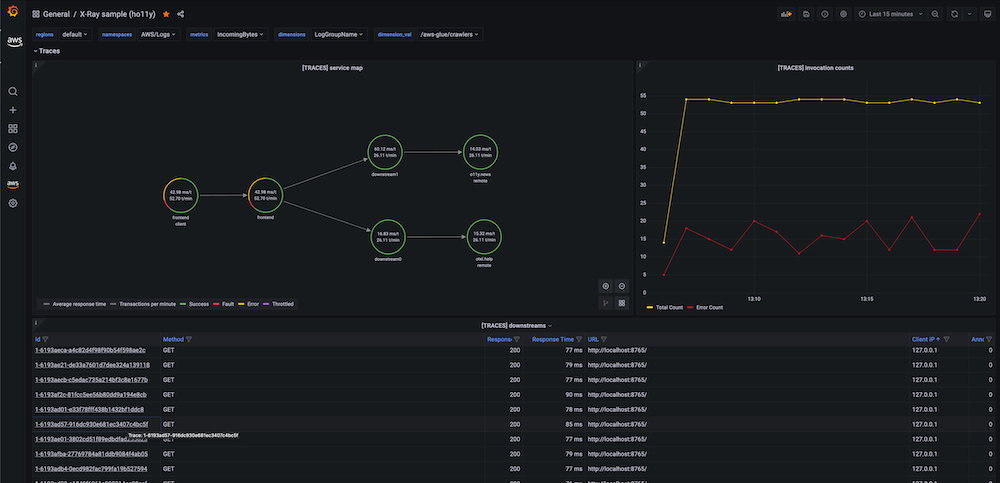 General / X-Ray sample (ho11y)
Last 15 minutes
aws
regions default namespaces AWS/Logs metrics IncomingBytes dimensions LogGroupName dimension_val /aws-glue/crawlers
Traces
[TRACES] service map
[TRACES] invocation counts
60.12 ms/t
26.11 t/min
downstream1
14.03 ms/t
26.11 t/min
o11y.news
remote
42.98 ms/t
52.70 t/min
frontend
client
42.98 ms/t
52.70 t/min
frontend
16.83 ms/t
26.11 t/min
downstream0
15.32 ms/t
26.11 t/min
otel.help
remote
Average response time Transactions per minute Success Fault Error Throttled
55
50
45
40
35
30
25
20
15
10
5
0
13:10 13:15 13:20
Total Count Error Count
aws
[TRACES] downstreams
Id Method Respons Response Time URL Client IP Anno
1-6193aeca-a4c82d4f98f90b54f598ae2c GET 200 77 ms http://localhost:8765/ 127.0.0.1 0
1-6193ae21-de33a7601d7dee324a139118 GET 200 79 ms http://localhost:8765/ 127.0.0.1 0
1-6193aecb-c5edac735a214bf3c8e1677b GET 200 77 ms http://localhost:8765/ 127.0.0.1 0
1-6193af2c-81fcc5ee56b80dd9a194e8cb GET 200 90 ms http://localhost:8765/ 127.0.0.1 0
1-6193ad01-e33f78fff438b1432bf1ddc8 GET 200 78 ms http://localhost:8765/ 127.0.0.1 0
1-6193ad57-916dc930e681ec3407c4bc5f GET 200 85 ms http://localhost:8765/ 127.0.0.1 0
Trace: 1-6193ad57-916dc930e681ec3407c4bc5f
GET 200 77 ms http://localhost:8765/ 127.0.0.1 0
1-6193afba-27769784a81ddb9084f4ab05 GET 200 79 ms http://localhost:8765/ 127.0.0.1 0
1-6193adb4-0ecd982fac799fa19b527594 GET 200 77 ms http://localhost:8765/ 127.0.0.1 0